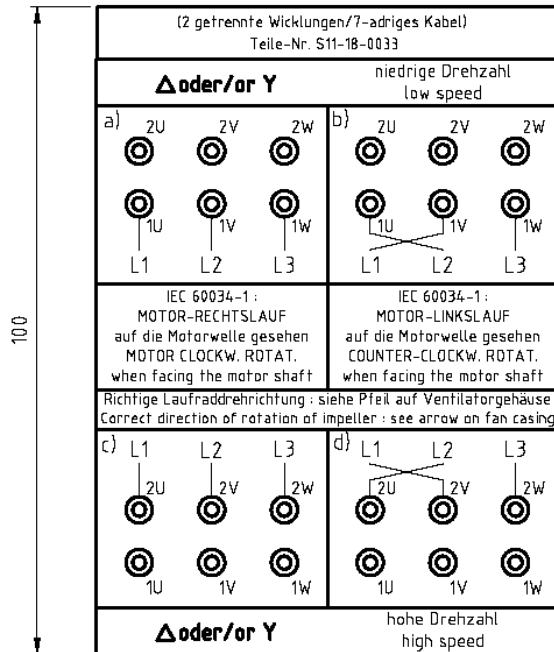 (2 getrennte Wicklungen/7-adriges Kabel)
Teile-Nr. S11-18-0033
Δ oder/or Y
niedrige Drehzahl
low speed
a)
2U 2V 2W
1U 1V 1W
L1 L2 L3
b)
2U 2V 2W
1U 1V 1W
L1 L2 L3
IEC 60034-1 :
MOTOR-RECHTSLAUF
auf die Motorwelle gesehen
MOTOR CLOCKW. ROTAT.
when facing the motor shaft
IEC 60034-1 :
MOTOR-LINKSLAUF
auf die Motorwelle gesehen
COUNTER-CLOCKW. ROTAT.
when facing the motor shaft
100
Richtige Laufraddrehrichtung : siehe Pfeil auf Ventilatorgehäuse
Correct direction of rotation of impeller : see arrow on fan casing
c)
L1 L2 L3
2U 2V 2W
1U 1V 1W
d)
L1 L2 L3
2U 2V 2W
1U 1V 1W
Δ oder/or Y
hohe Drehzahl
high speed